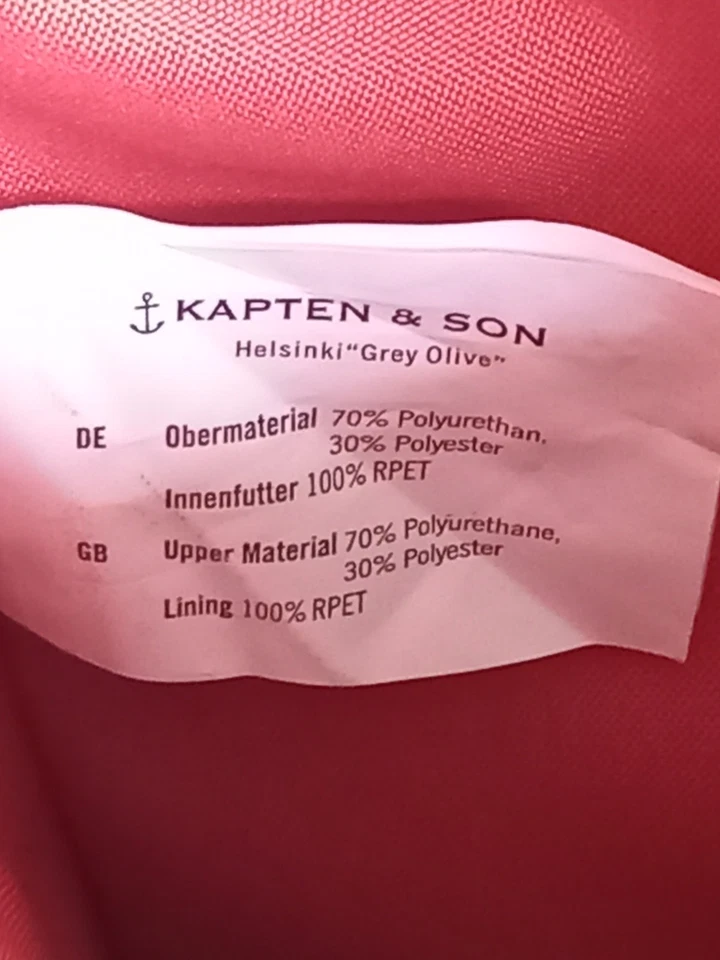 KAPTEN & SON
Helsinki "Grey Olive"
DE Obermaterial 70% Polyurethan,
30% Polyester
Innenfutter 100% RPET
GB Upper Material 70% Polyurethane,
30% Polyester
Lining 100% RPET